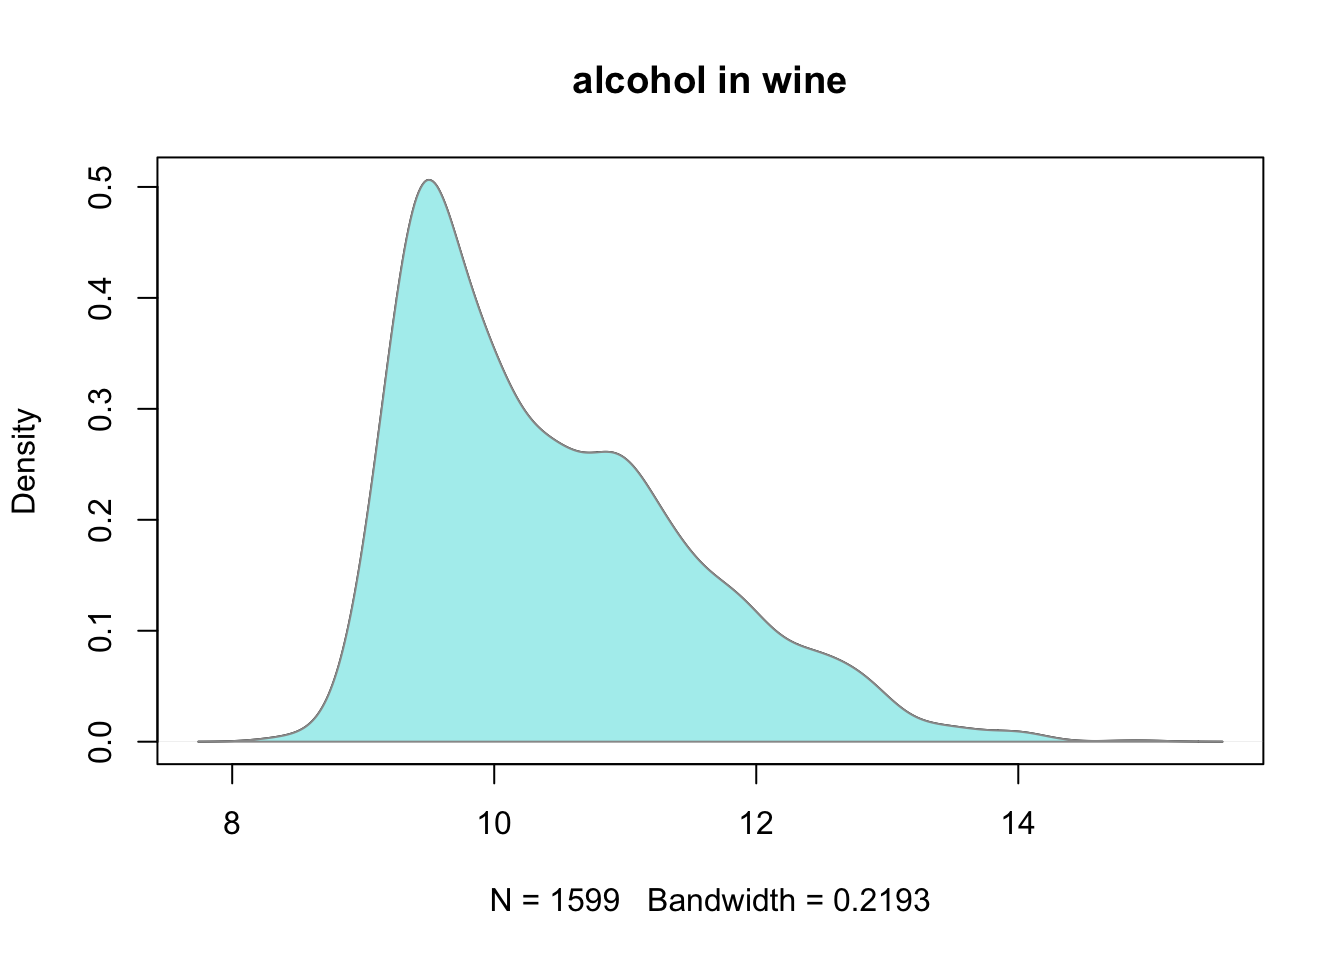 alcohol in wine
Density
0.5
0.4
0.3
0.2
0.1
0.0
8 10 12 14
N = 1599   Bandwidth = 0.2193